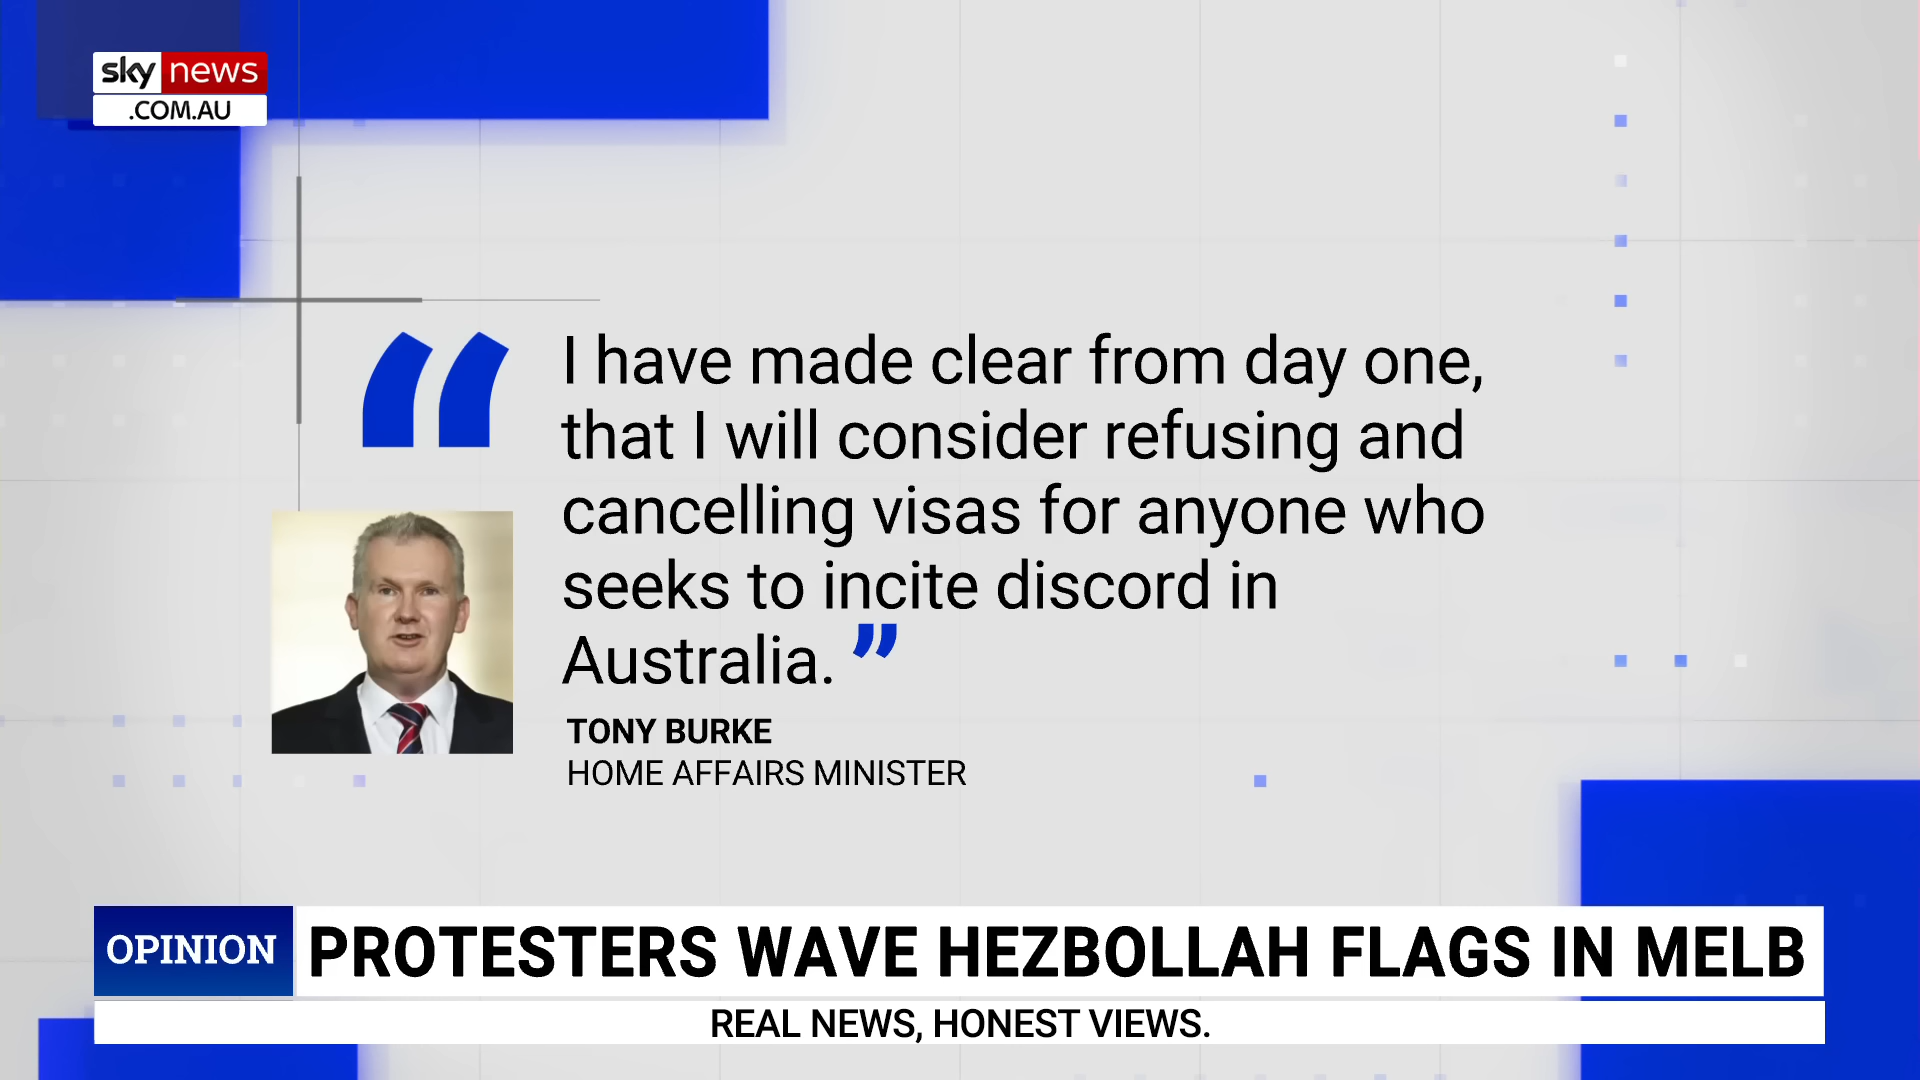 sky news
.COM.AU
“I have made clear from day one,
that I will consider refusing and
cancelling visas for anyone who
seeks to incite discord in
Australia.”
TONY BURKE
HOME AFFAIRS MINISTER
OPINION PROTESTERS WAVE HEZBOLLAH FLAGS IN MELB
REAL NEWS, HONEST VIEWS.